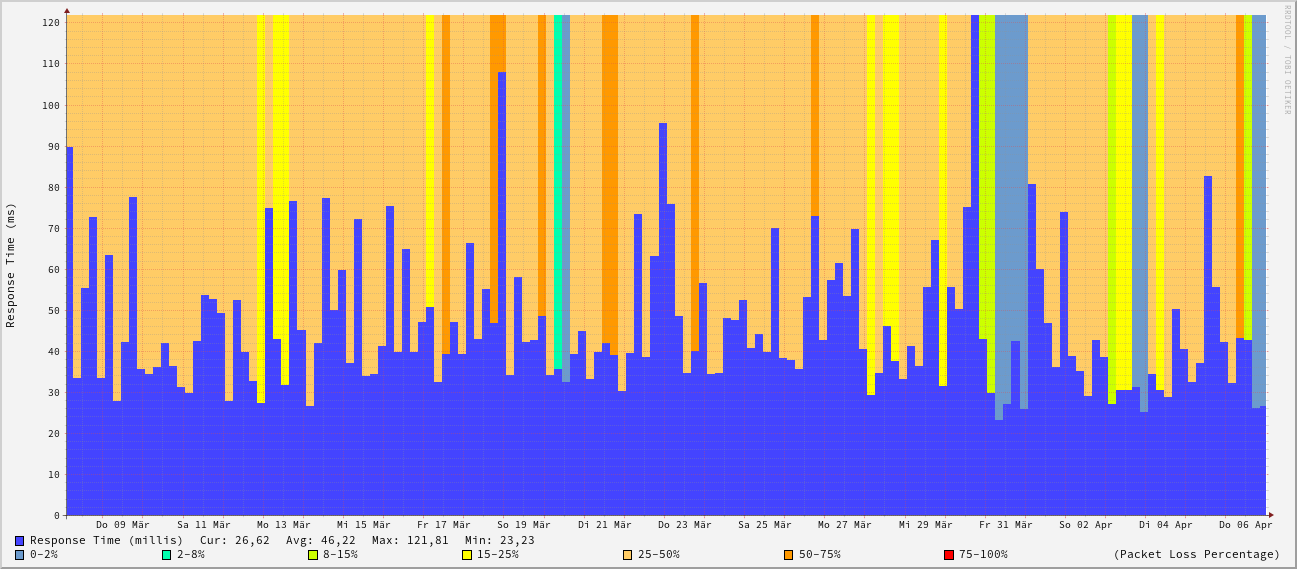 RRDTOOL / TOBI OETIKER
Response Time (ms)
120
110
100
90
80
70
60
50
40
30
20
10
0
Do 09 Mär Sa 11 Mär Mo 13 Mär Mi 15 Mär Fr 17 Mär So 19 Mär Di 21 Mär Do 23 Mär Sa 25 Mär Mo 27 Mär Mi 29 Mär Fr 31 Mär So 02 Apr Di 04 Apr Do 06 Apr
Response Time (millis) Cur: 26,62 Avg: 46,22 Max: 121,81 Min: 23,23
0-2% 2-8% 8-15% 15-25% 25-50% 50-75% 75-100% (Packet Loss Percentage)